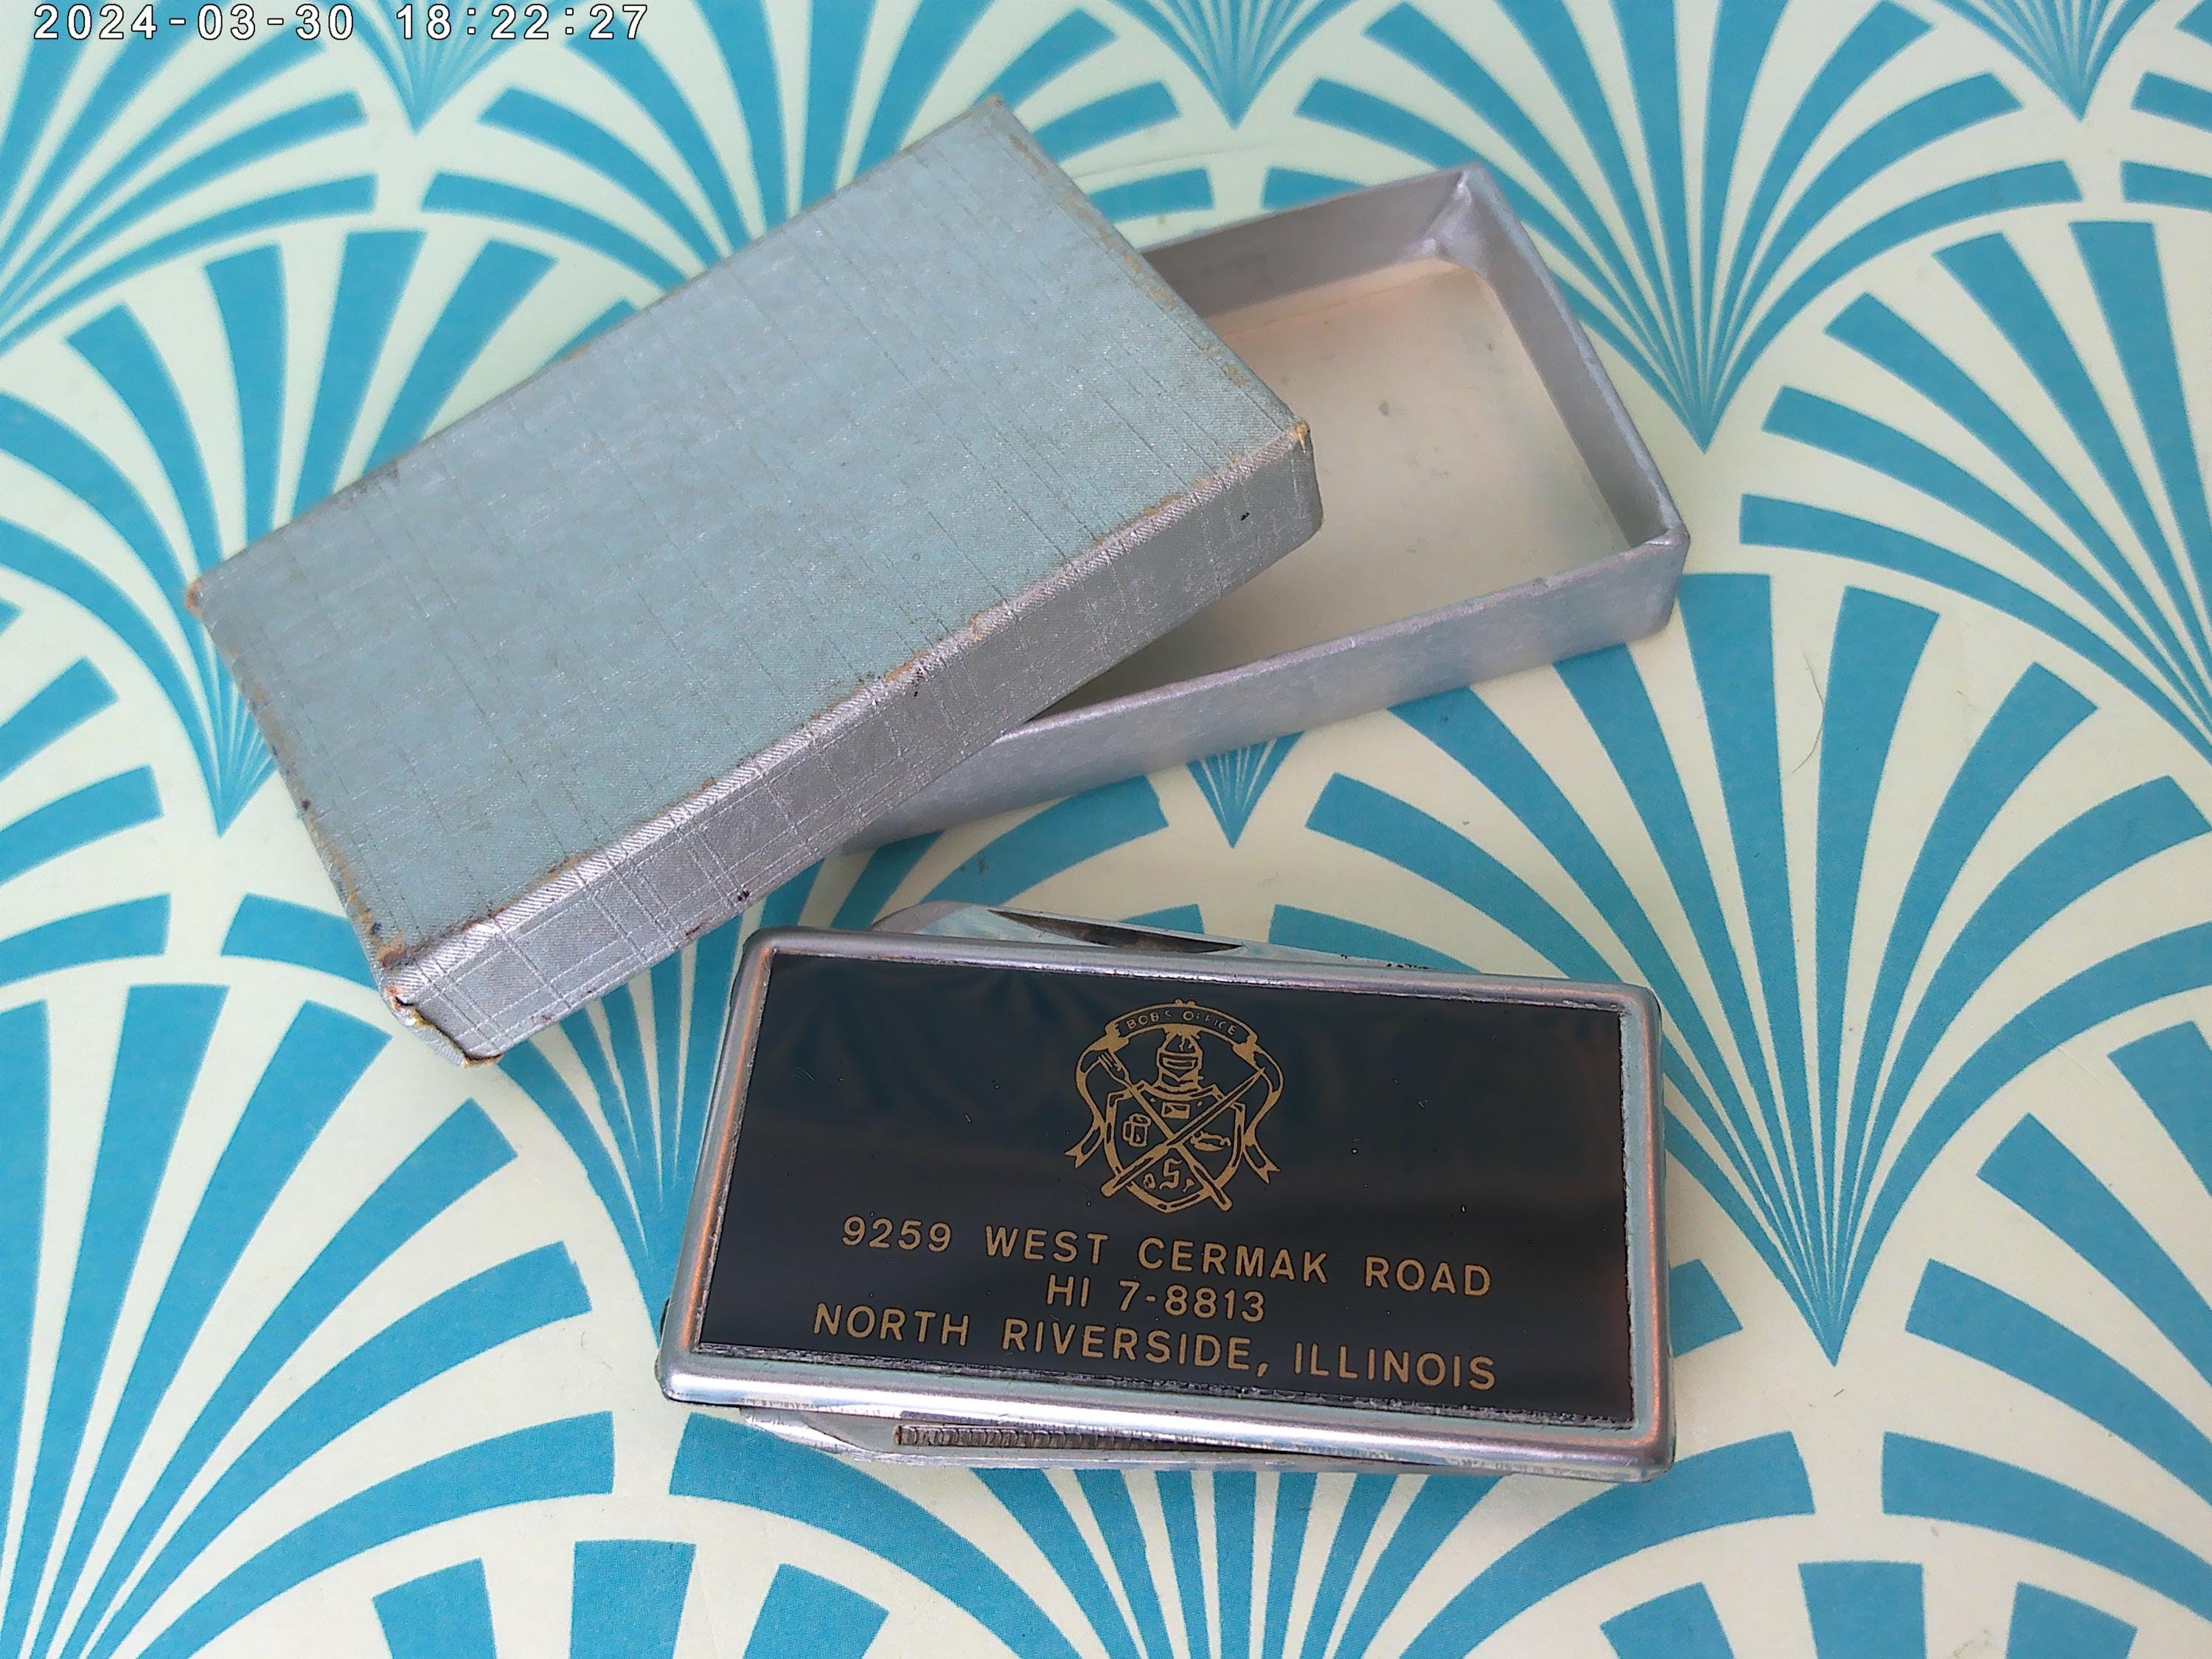 2024-03-30 18:22:27
BOB'S OFFICE
S
9259 WEST CERMAK ROAD
HI 7-8813
NORTH RIVERSIDE, ILLINOIS